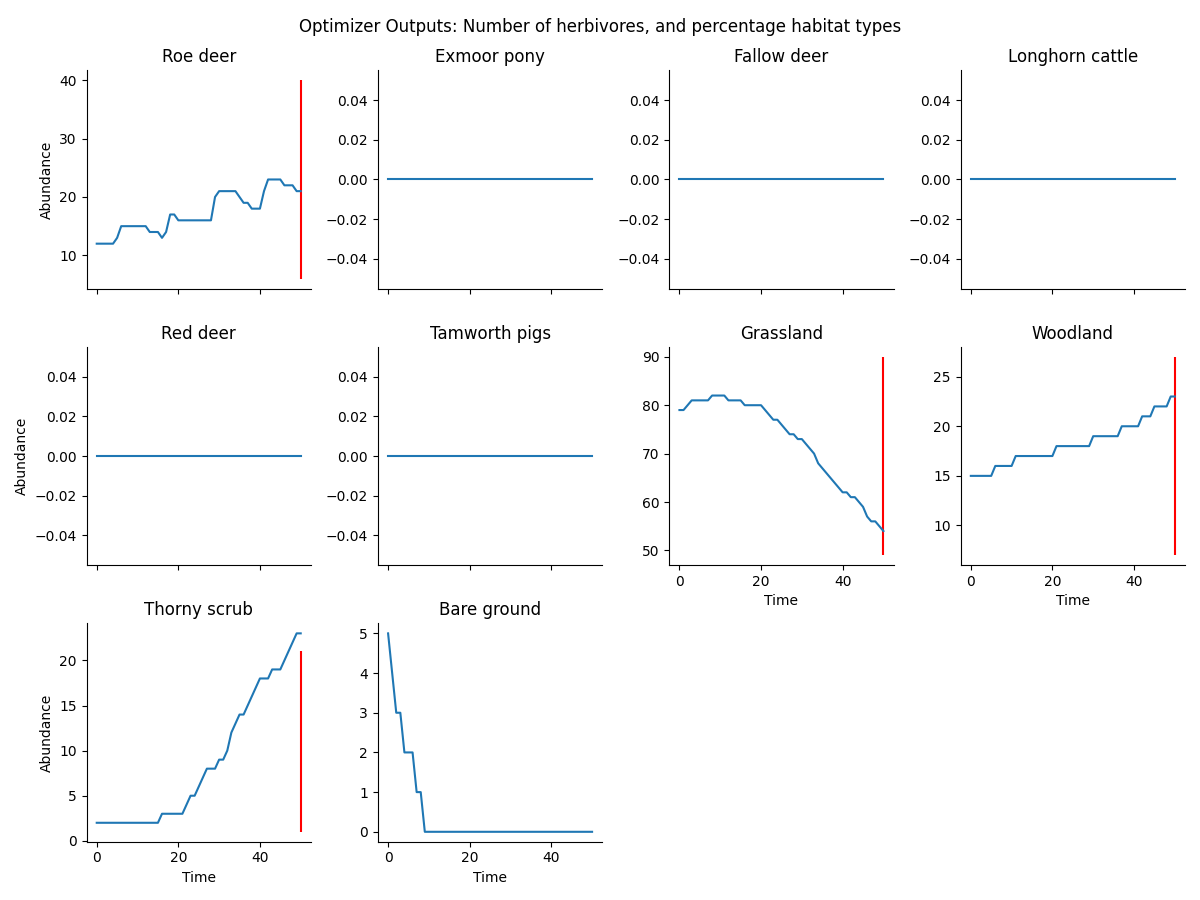 Optimizer Outputs: Number of herbivores, and percentage habitat types
Roe deer
Exmoor pony
Fallow deer
Longhorn cattle
40
30
20
10
Abundance
0.04
0.02
0.00
−0.02
−0.04
0.04
0.02
0.00
−0.02
−0.04
0.04
0.02
0.00
−0.02
−0.04
Red deer
Tamworth pigs
Grassland
Woodland
0.04
0.02
0.00
−0.02
−0.04
Abundance
0.04
0.02
0.00
−0.02
−0.04
90
80
70
60
50
0 20 40
Time
25
20
15
10
0 20 40
Time
Thorny scrub
Bare ground
20
15
10
5
0
Abundance
0 20 40
Time
5
4
3
2
1
0
0 20 40
Time